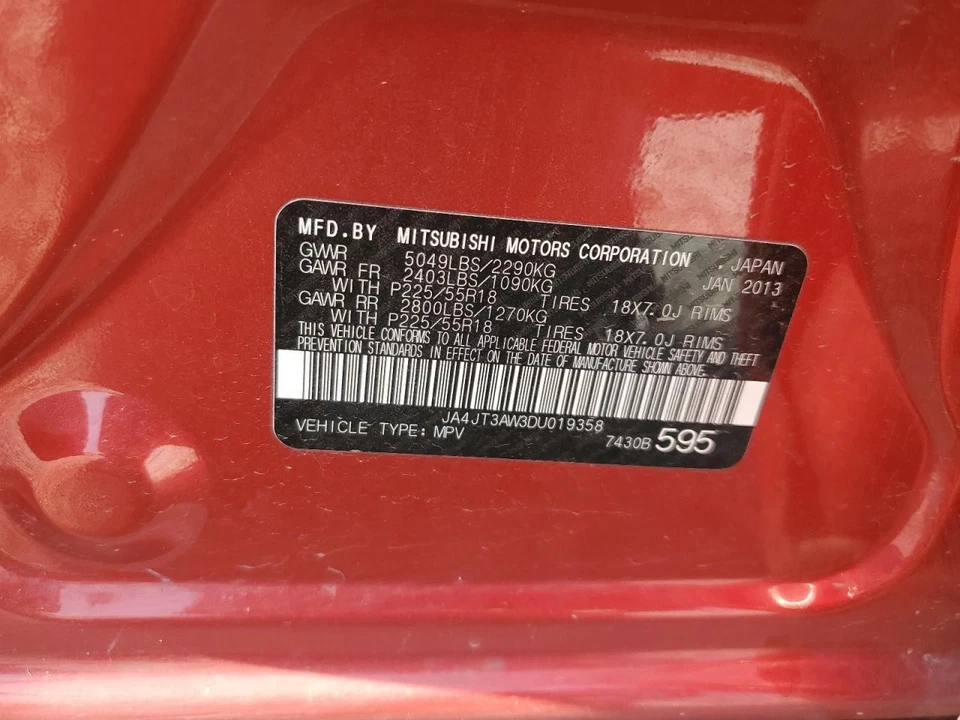 MFD.BY MITSUBISHI MOTORS CORPORATION . JAPAN
GVWR 5049LBS/2290KG JAN 2013
GAWR FR 2403LBS/1090KG
WITH P225/55R18 TIRES 18X7.0J RIMS
GAWR RR 2800LBS/1270KG
WITH P225/55R18 TIRES 18X7.0J RIMS
THIS VEHICLE CONFORMS TO ALL APPLICABLE FEDERAL MOTOR VEHICLE SAFETY AND THEFT
PREVENTION STANDARDS IN EFFECT ON THE DATE OF MANUFACTURE SHOWN ABOVE.
JA4JT3AW3DU019358
VEHICLE TYPE: MPV 7430B 595